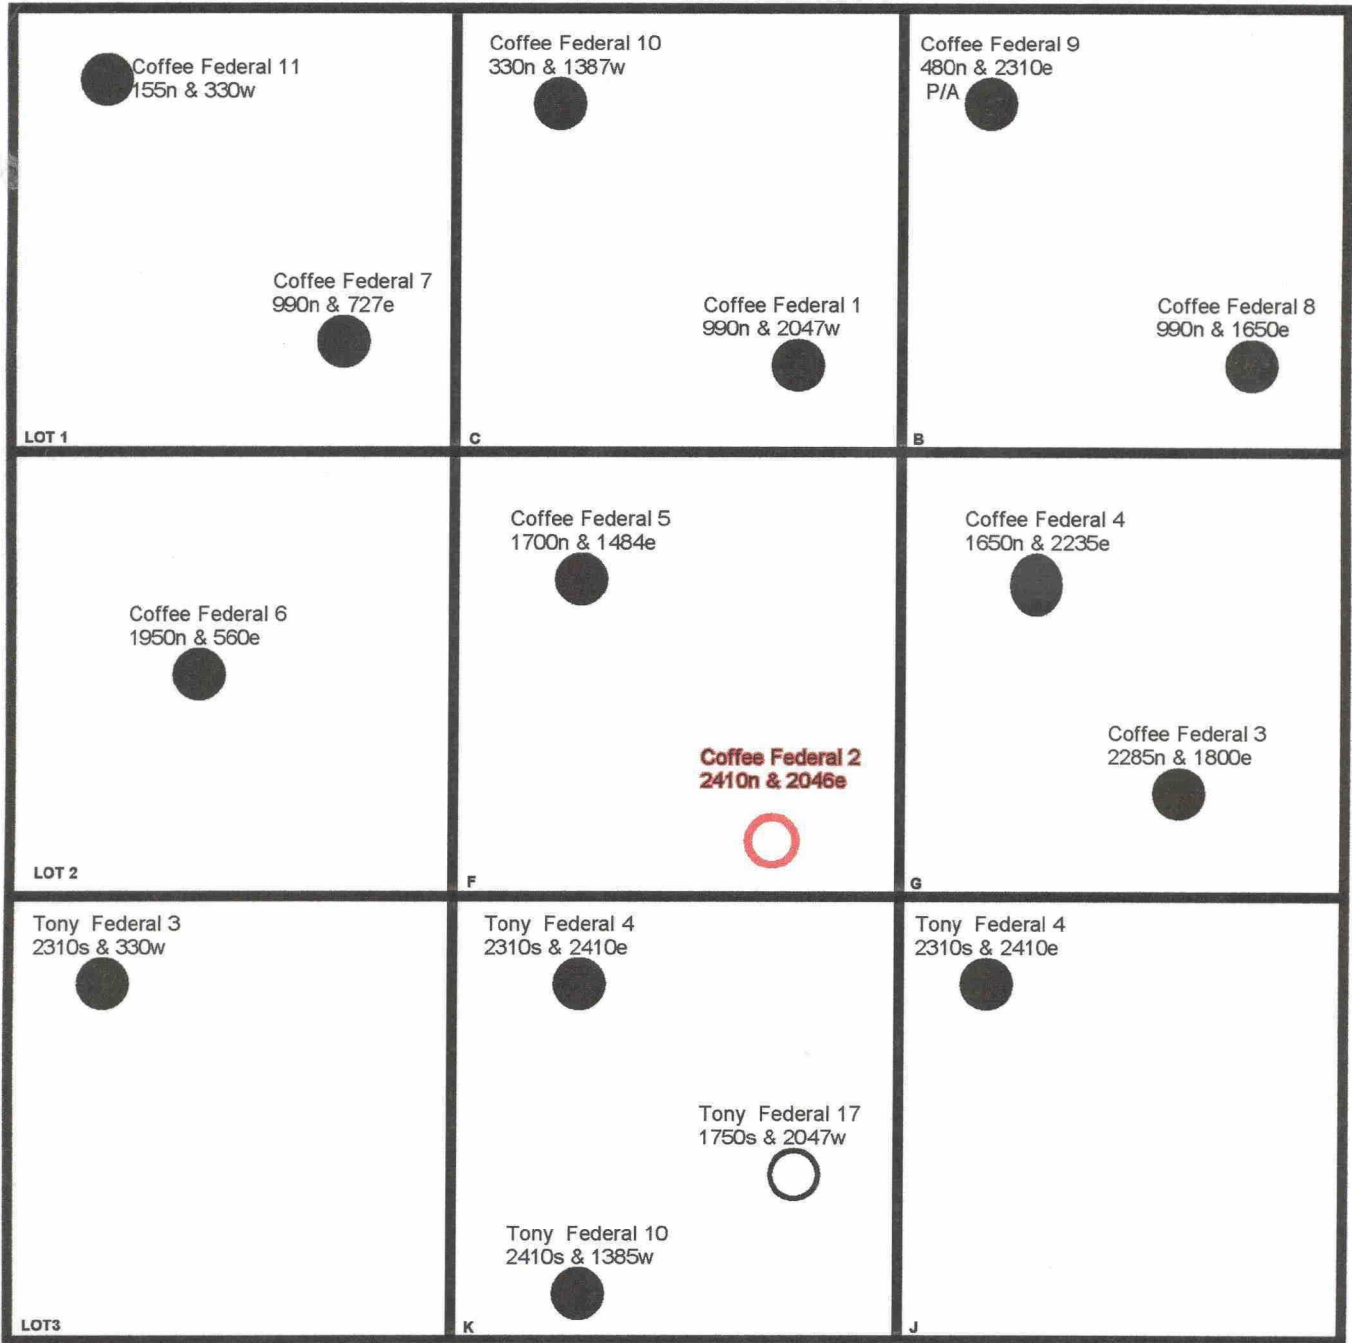 Coffee Federal 11
155n & 330w
Coffee Federal 7
990n & 727e
LOT 1
Coffee Federal 10
330n & 1387w
Coffee Federal 1
990n & 2047w
C
Coffee Federal 9
480n & 2310e
P/A
Coffee Federal 8
990n & 1650e
B
Coffee Federal 6
1950n & 560e
LOT 2
Coffee Federal 5
1700n & 1484e
Coffee Federal 2
2410n & 2046e
F
Coffee Federal 4
1650n & 2235e
Coffee Federal 3
2285n & 1800e
G
Tony Federal 3
2310s & 330w
LOT3
Tony Federal 4
2310s & 2410e
Tony Federal 17
1750s & 2047w
Tony Federal 10
2410s & 1385w
K
Tony Federal 4
2310s & 2410e
J